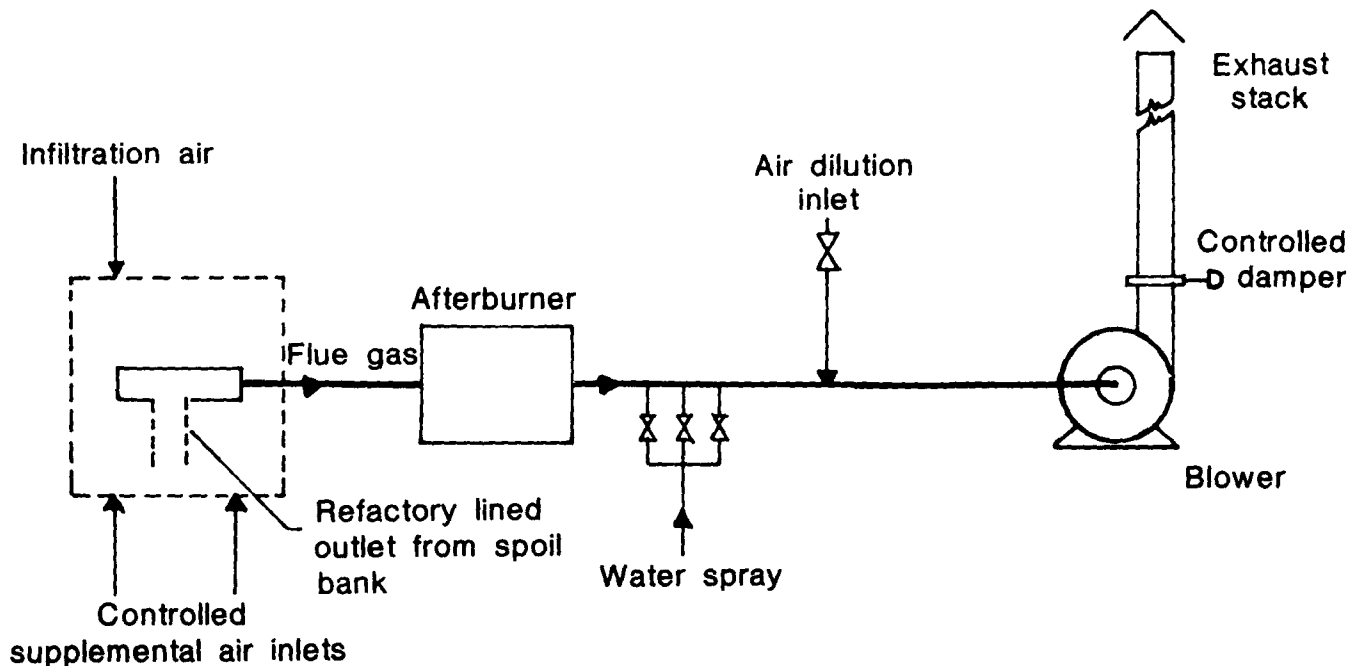 Exhaust
stack
Infiltration air
Air dilution
inlet
Controlled
damper
Afterburner
Flue gas
Blower
Refactory lined
outlet from spoil
bank
Water spray
Controlled
supplemental air inlets